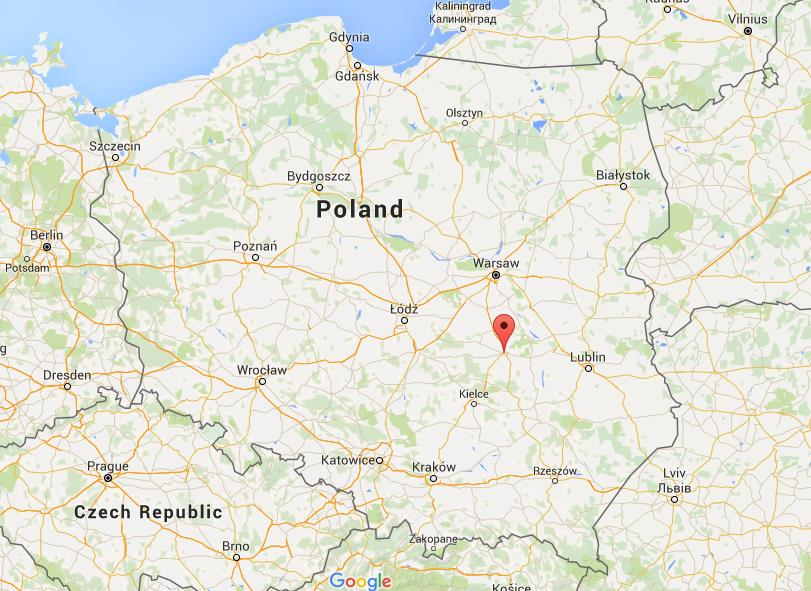 Kaliningrad
Калининград
Kaunas
Vilnius
Gdynia
Gdańsk
Olsztyn
Szczecin
Bydgoszcz
Białystok
Poland
Berlin
Potsdam
Poznań
Warsaw
Łódź
g
Dresden
Wrocław
Lublin
Kielce
Prague
Katowice
Kraków
Rzeszów
Lviv
Львів
Czech Republic
Brno
Zakopane
Google
Košice